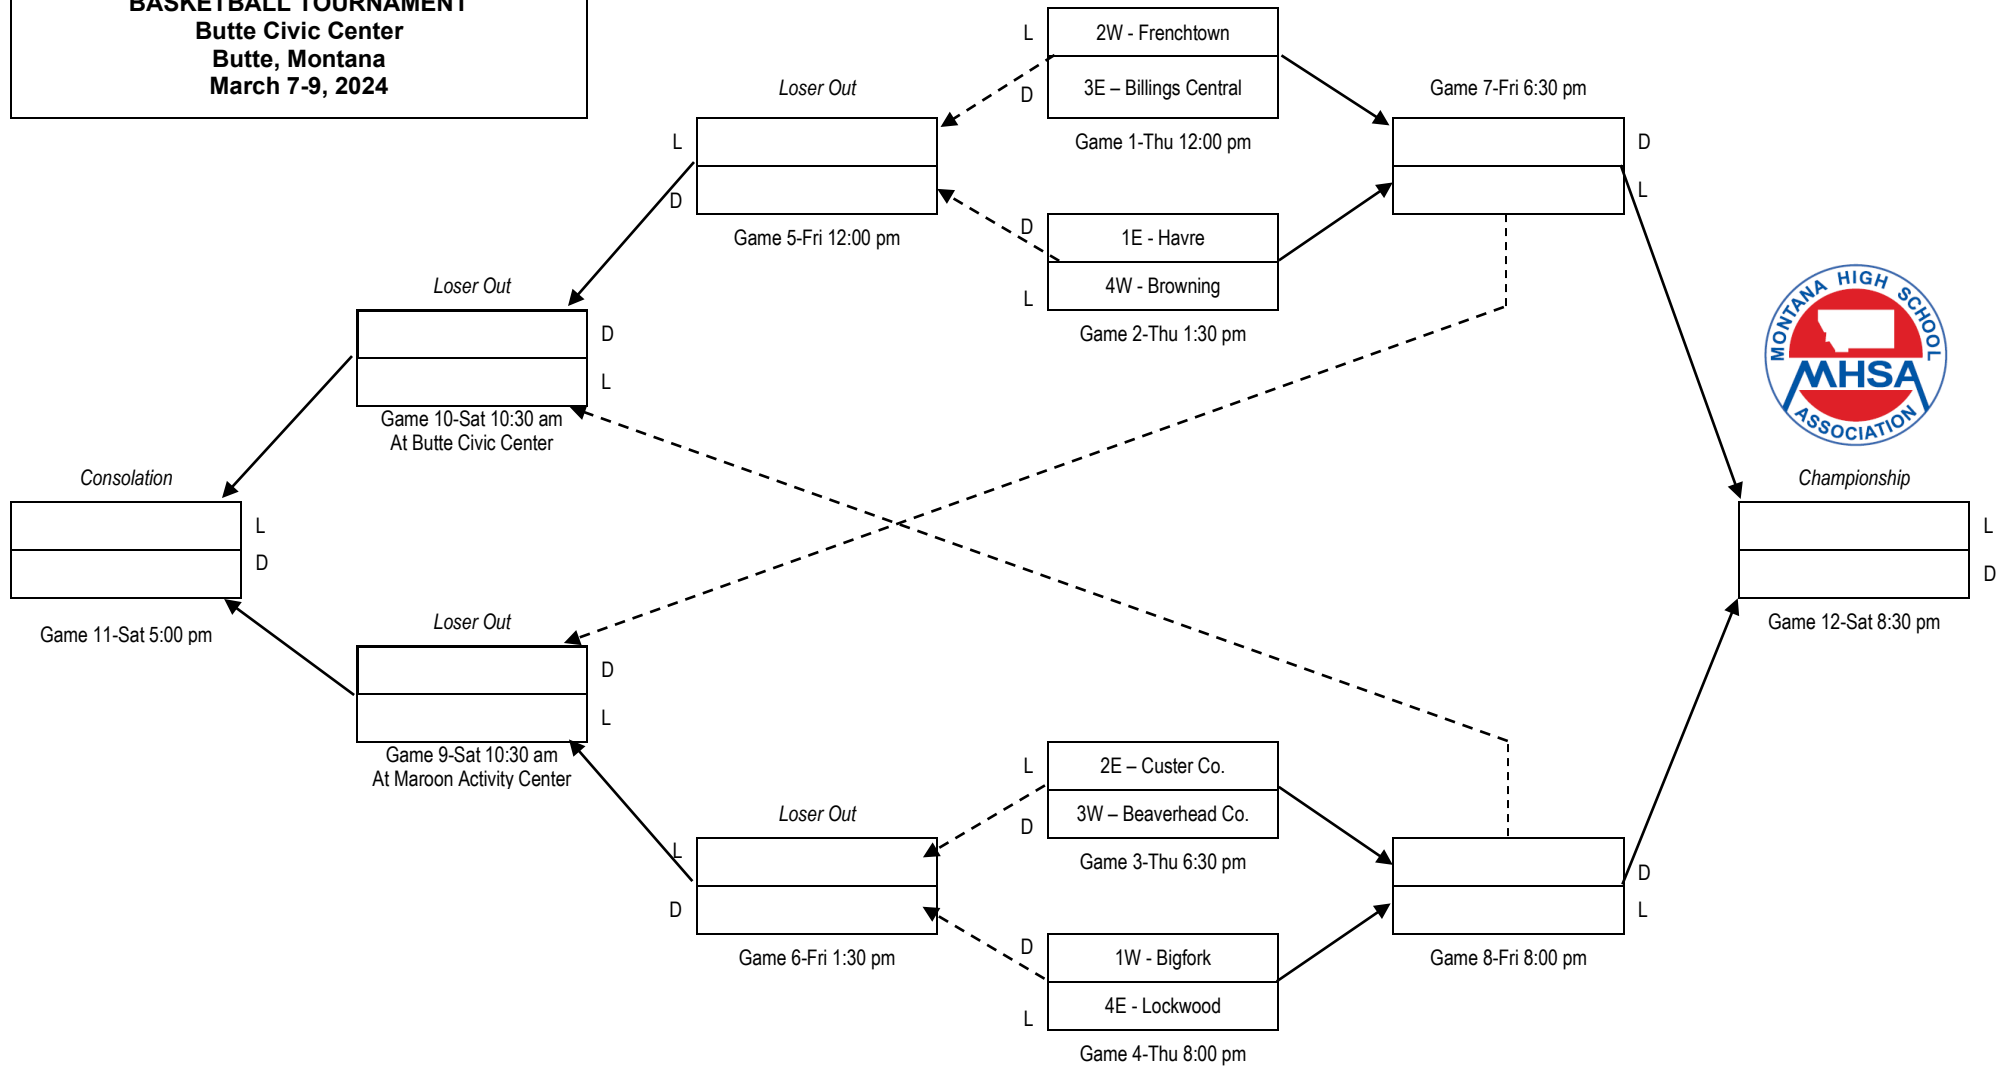 BASKETBALL TOURNAMENT
Butte Civic Center
Butte, Montana
March 7-9, 2024
L
2W - Frenchtown
D
3E – Billings Central
Game 1-Thu 12:00 pm
Loser Out
L
D
Game 5-Fri 12:00 pm
Game 7-Fri 6:30 pm
D
L
D
1E - Havre
L
4W - Browning
Game 2-Thu 1:30 pm
Loser Out
D
L
Game 10-Sat 10:30 am
At Butte Civic Center
MONTANA HIGH SCHOOL
MHSA
ASSOCIATION
Consolation
L
D
Game 11-Sat 5:00 pm
Championship
L
D
Game 12-Sat 8:30 pm
Loser Out
D
L
Game 9-Sat 10:30 am
At Maroon Activity Center
L
2E – Custer Co.
D
3W – Beaverhead Co.
Game 3-Thu 6:30 pm
Loser Out
L
D
Game 6-Fri 1:30 pm
D
L
Game 8-Fri 8:00 pm
D
1W - Bigfork
L
4E - Lockwood
Game 4-Thu 8:00 pm